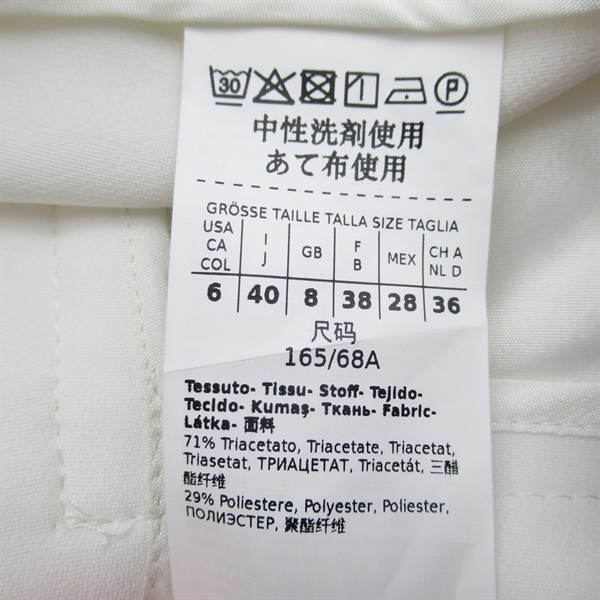 30 P
中性洗剤使用
あて布使用
GRÖSSE TAILLE TALLA SIZE TAGLIA
USA CA COL | I J | GB | F B | MEX | CH A NL D
6 | 40 | 8 | 38 | 28 | 36
尺码
165/68A
Tessuto- Tissu- Stoff- Tejido-
Tecido- Kumaş- Ткань- Fabric-
Látka- 面料
71% Triacetato, Triacetate, Triacetat,
Triasetat, ТРИАЦЕТАТ, Triacetát, 三醋
酯纤维
29% Poliestere, Polyester, Poliester,
ПОЛИЭСТЕР, 聚酯纤维